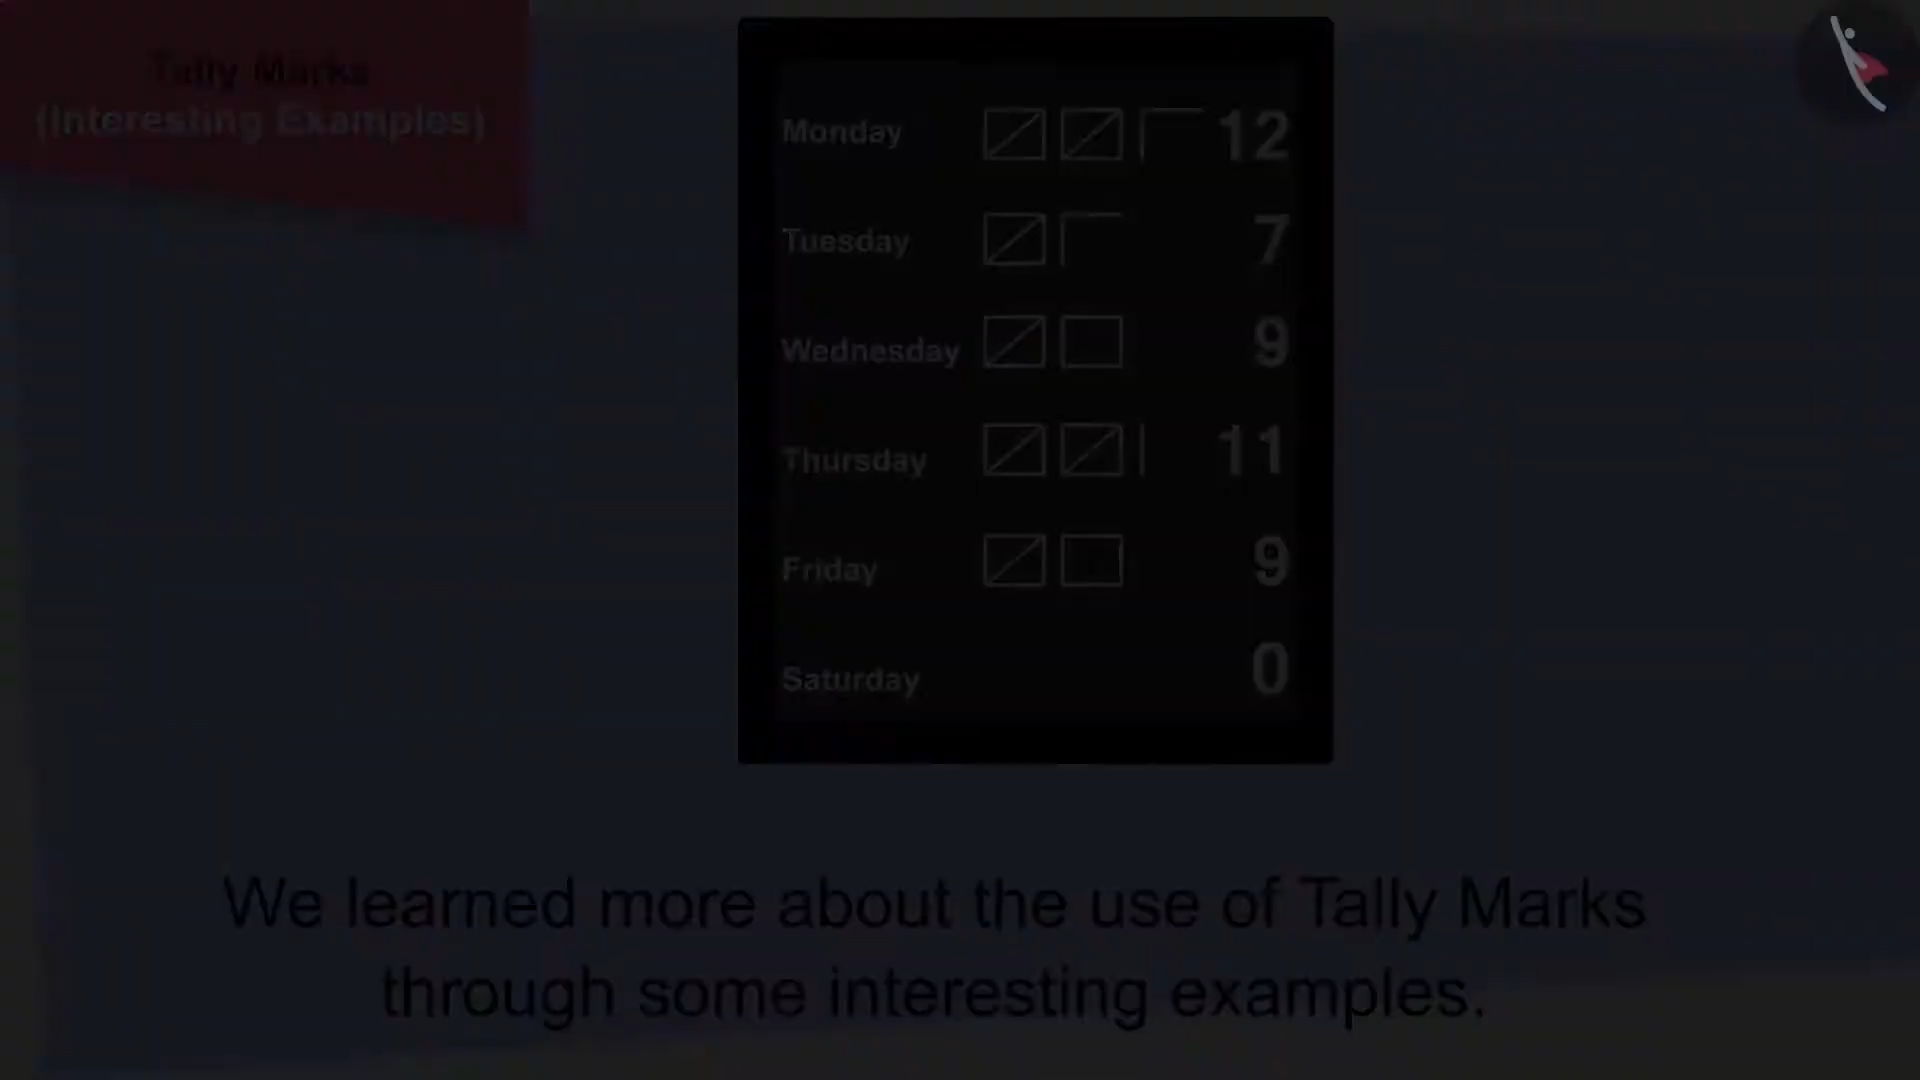 Tally Marks
(Interesting Examples)
Monday 12
Tuesday 7
Wednesday 9
Thursday 11
Friday 9
Saturday 0
We learned more about the use of Tally Marks
through some interesting examples.